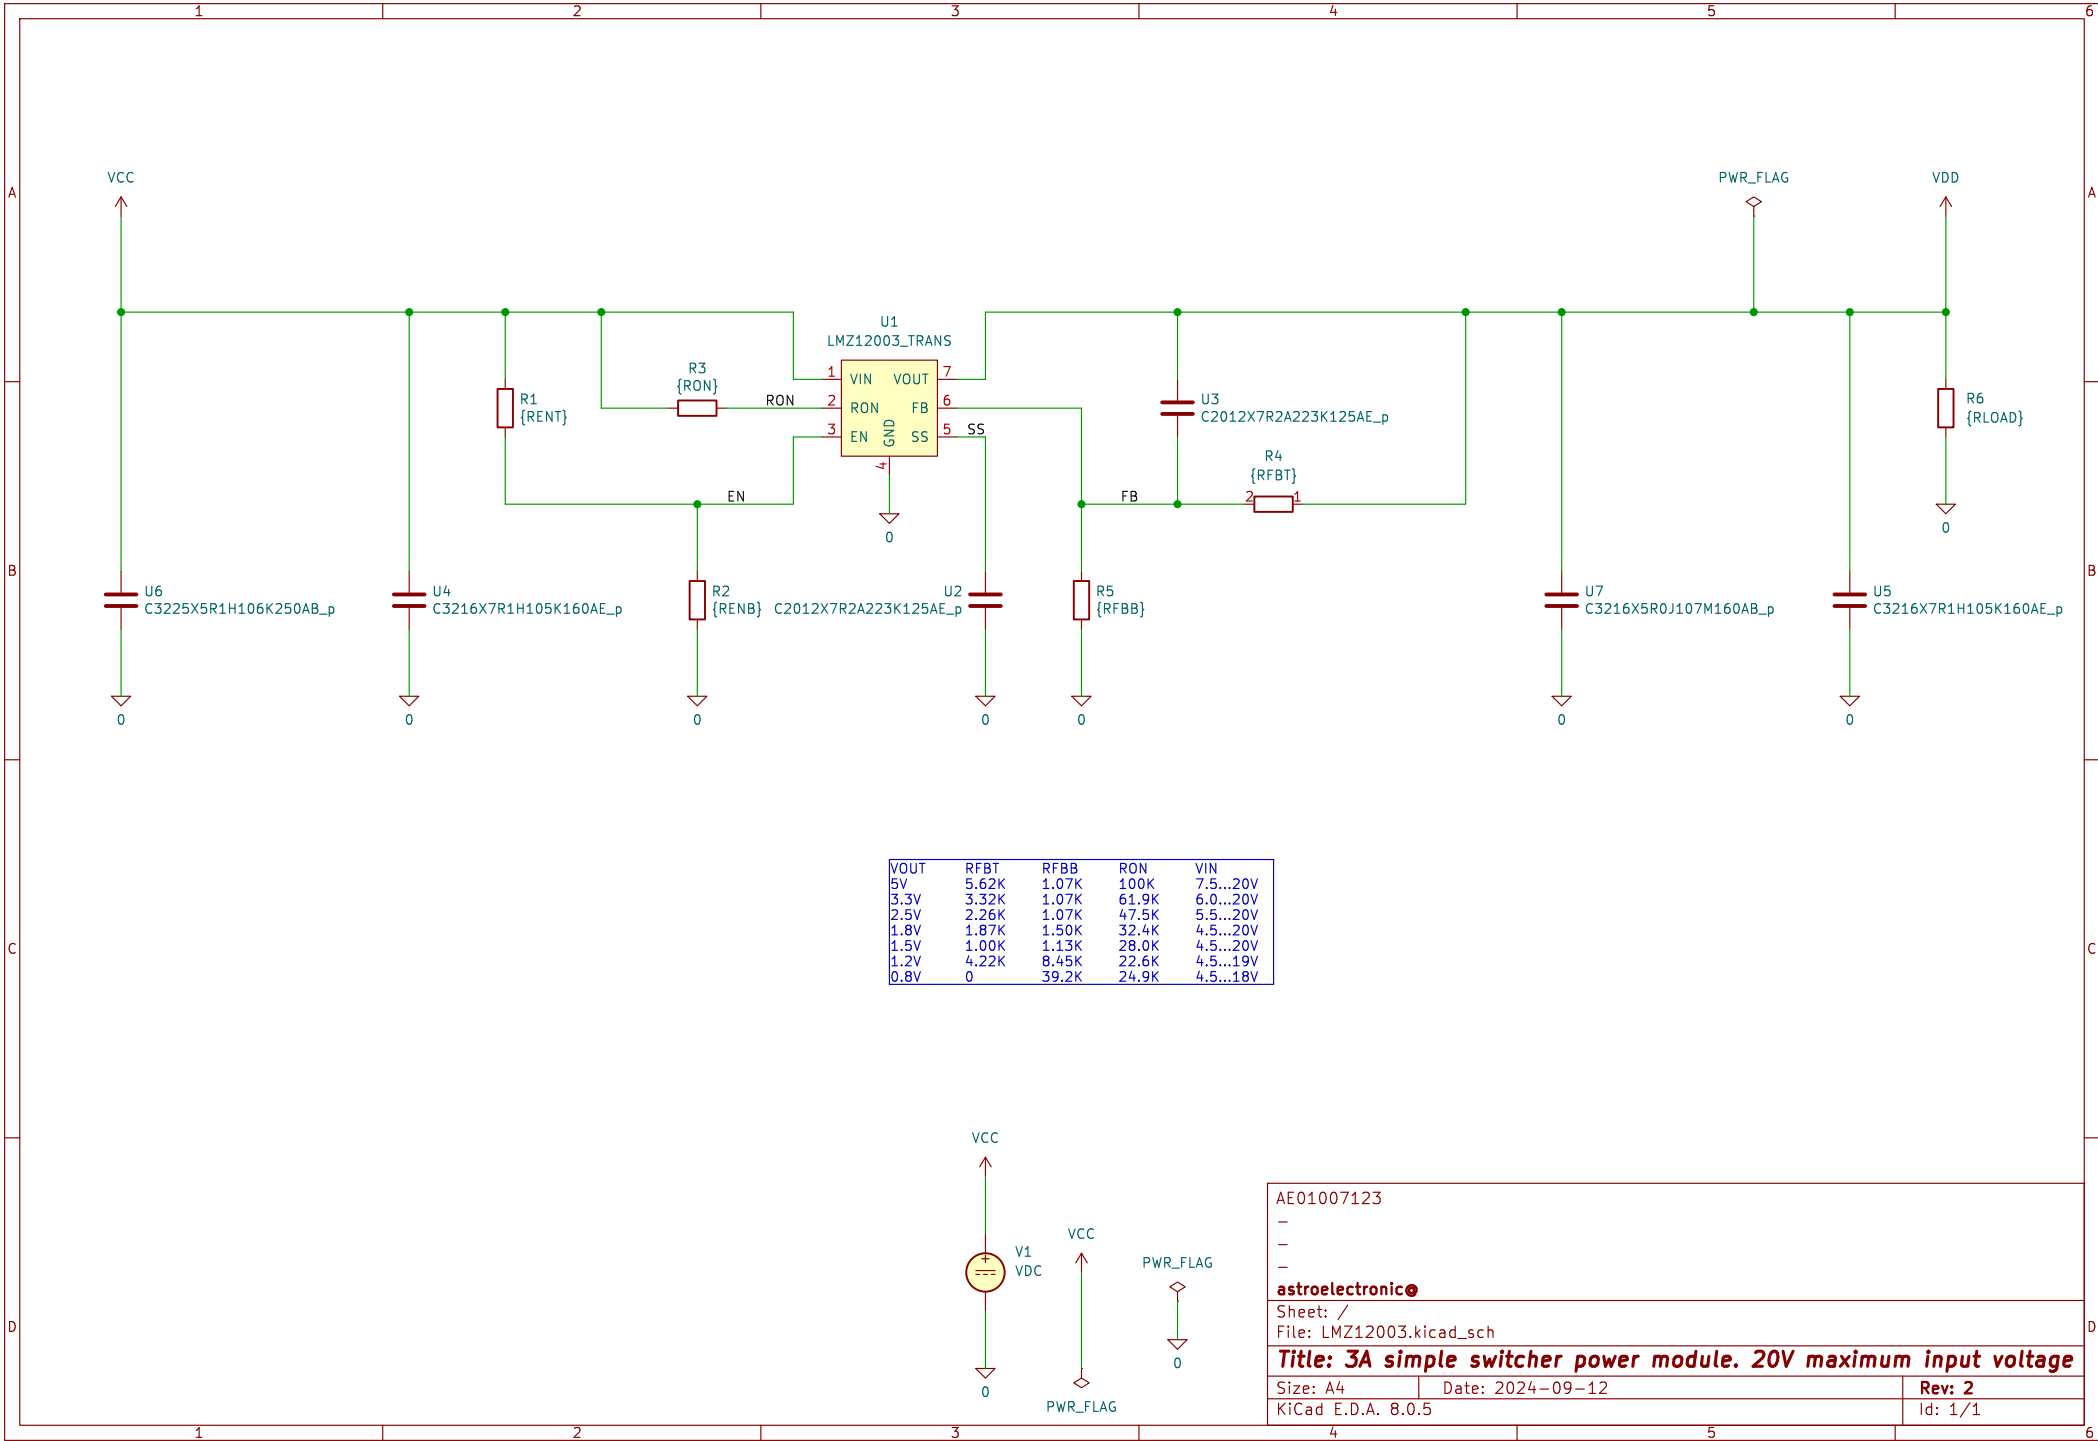 1 2 3 4 5 6
A A
VCC
PWR_FLAG
VDD
U1
LMZ12003_TRANS
1 VIN VOUT 7
2 RON FB 6
3 EN SS 5
GND
4
0
R3
{RON}
RON
R1
{RENT}
EN
SS
U3
C2012X7R2A223K125AE_p
R4
{RFBT}
2 1
FB
R6
{RLOAD}
0
B B
U6
C3225X5R1H106K250AB_p
0
U4
C3216X7R1H105K160AE_p
0
R2
{RENB}
0
U2
C2012X7R2A223K125AE_p
0
R5
{RFBB}
0
U7
C3216X5R0J107M160AB_p
0
U5
C3216X7R1H105K160AE_p
0
VOUT RFBT RFBB RON VIN
5V 5.62K 1.07K 100K 7.5...20V
3.3V 3.32K 1.07K 61.9K 6.0...20V
2.5V 2.26K 1.07K 47.5K 5.5...20V
1.8V 1.87K 1.50K 32.4K 4.5...20V
1.5V 1.00K 1.13K 28.0K 4.5...20V
1.2V 4.22K 8.45K 22.6K 4.5...19V
0.8V 0 39.2K 24.9K 4.5...18V
C C
VCC
V1
VDC
0
VCC
PWR_FLAG
PWR_FLAG
0
AE01007123
–
–
–
astroelectronic@
Sheet: /
File: LMZ12003.kicad_sch
Title: 3A simple switcher power module. 20V maximum input voltage
Size: A4 Date: 2024-09-12 Rev: 2
KiCad E.D.A. 8.0.5 Id: 1/1
D D
1 2 3 4 5 6